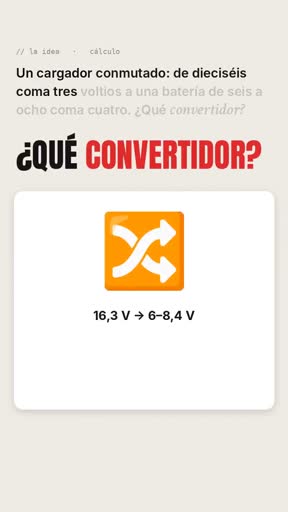 // la idea · cálculo
Un cargador conmutado: de dieciséis
coma tres voltios a una batería de seis a
ocho coma cuatro. ¿Qué convertidor?
¿QUÉ CONVERTIDOR?
16,3 V → 6–8,4 V